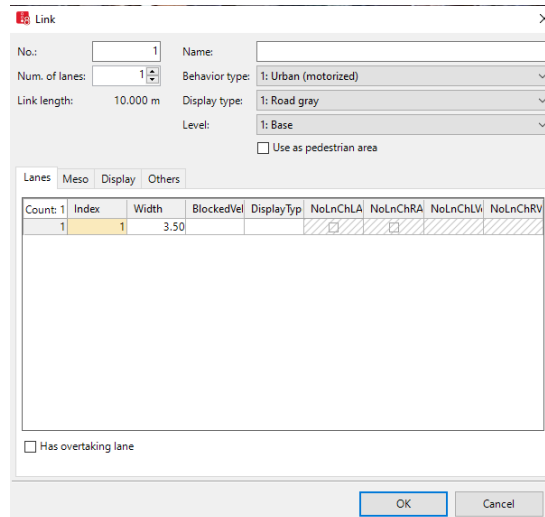 Link
No.: 1 Name:
Num. of lanes: 1 Behavior type: 1: Urban (motorized)
Link length: 10.000 m Display type: 1: Road gray
Level: 1: Base
Use as pedestrian area
Lanes Meso Display Others
Count: 1 Index Width BlockedVel DisplayTyp NoLnChLA NoLnChRA NoLnChLV NoLnChRV
1 1 3.50
Has overtaking lane
OK Cancel